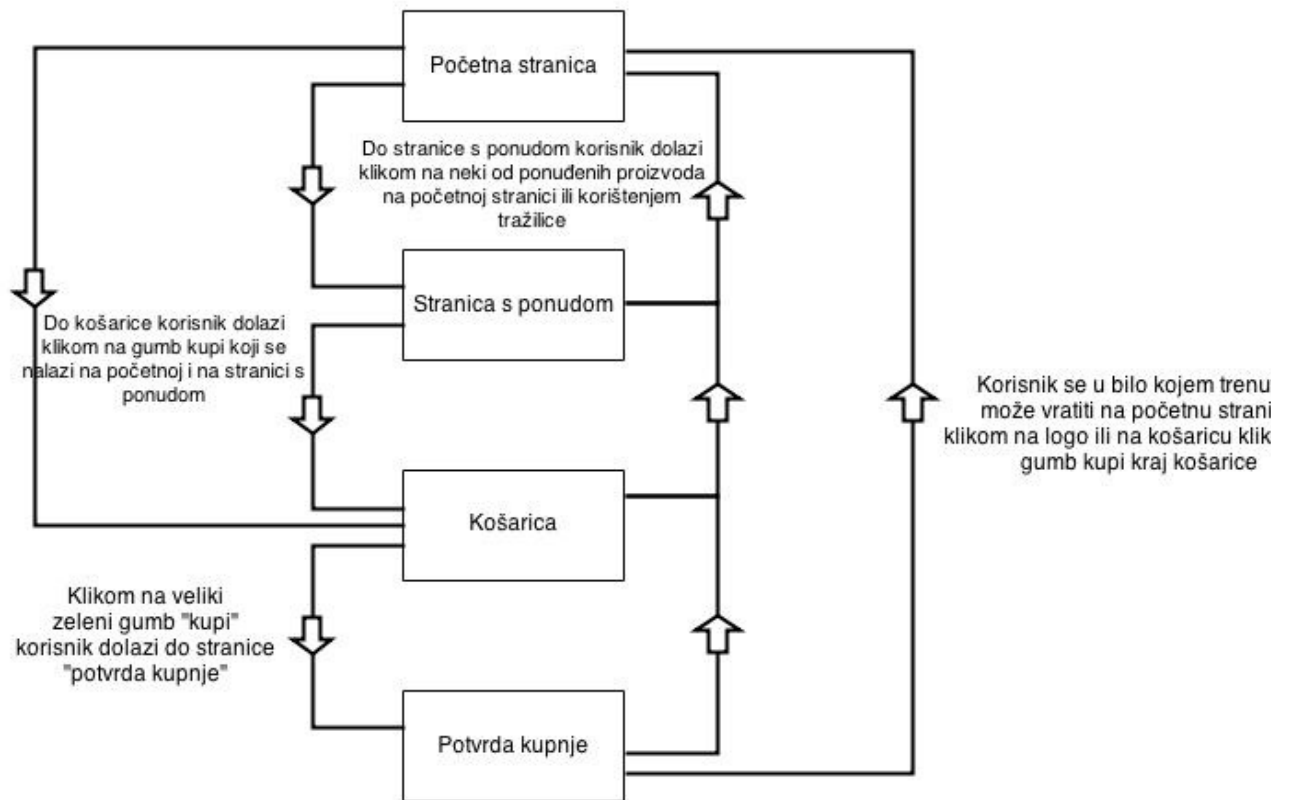 Početna stranica
Do stranice s ponudom korisnik dolazi
klikom na neki od ponuđenih proizvoda
na početnoj stranici ili korištenjem
tražilice
Stranica s ponudom
Do košarice korisnik dolazi
klikom na gumb kupi koji se
nalazi na početnoj i na stranici s
ponudom
Korisnik se u bilo kojem trenu
može vratiti na početnu strani
klikom na logo ili na košaricu klik
gumb kupi kraj košarice
Košarica
Klikom na veliki
zeleni gumb "kupi"
korisnik dolazi do stranice
"potvrda kupnje"
Potvrda kupnje